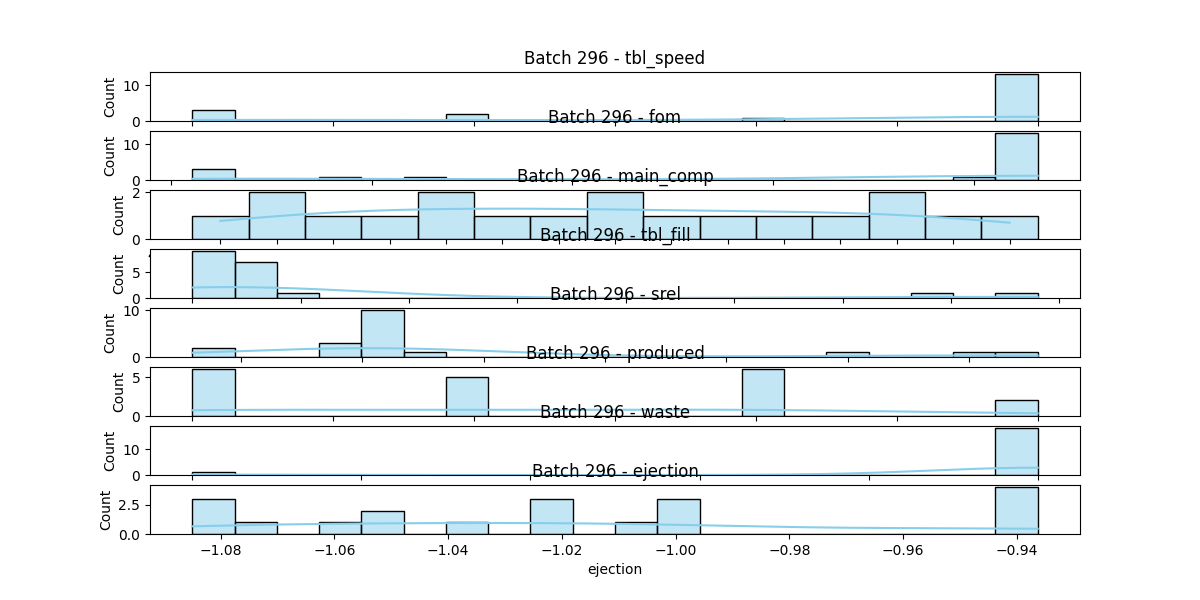 Batch 296 - tbl_speed
Count
10
0
Batch 296 - fom
Count
10
0
Batch 296 - main_comp
Count
2
0
Batch 296 - tbl_fill
Count
5
0
Batch 296 - srel
Count
10
0
Batch 296 - produced
Count
5
0
Batch 296 - waste
Count
10
0
Batch 296 - ejection
Count
2.5
0.0
−1.08 −1.06 −1.04 −1.02 −1.00 −0.98 −0.96 −0.94
ejection